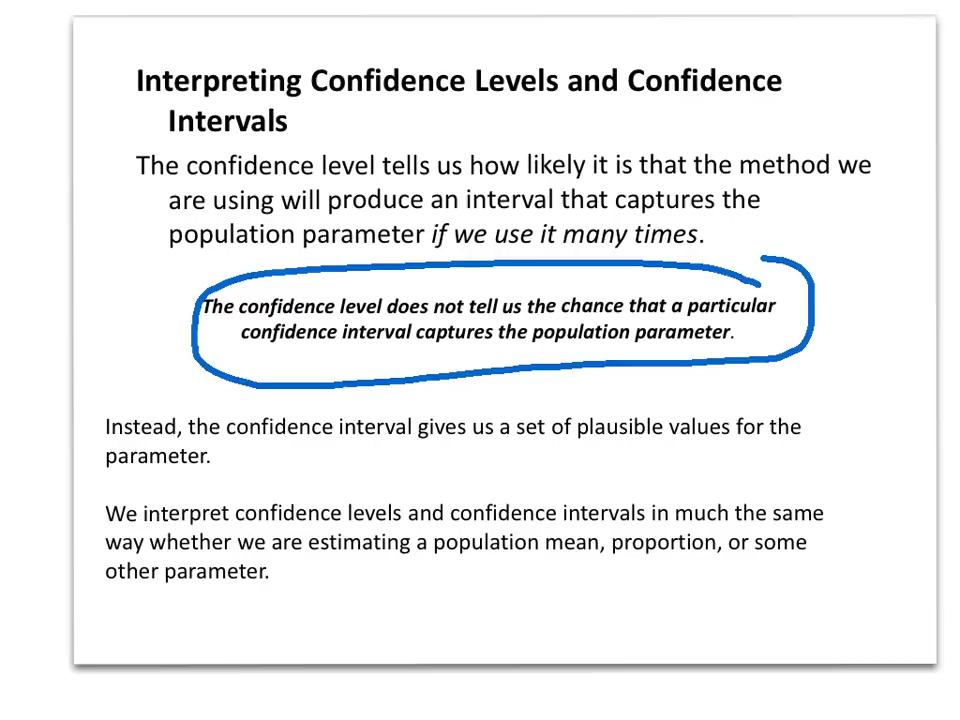 Interpreting Confidence Levels and Confidence
Intervals
The confidence level tells us how likely it is that the method we
are using will produce an interval that captures the
population parameter if we use it many times.
The confidence level does not tell us the chance that a particular
confidence interval captures the population parameter.
Instead, the confidence interval gives us a set of plausible values for the
parameter.
We interpret confidence levels and confidence intervals in much the same
way whether we are estimating a population mean, proportion, or some
other parameter.